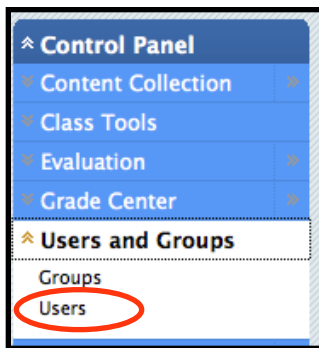 Control Panel
Content Collection
Class Tools
Evaluation
Grade Center
Users and Groups
Groups
Users